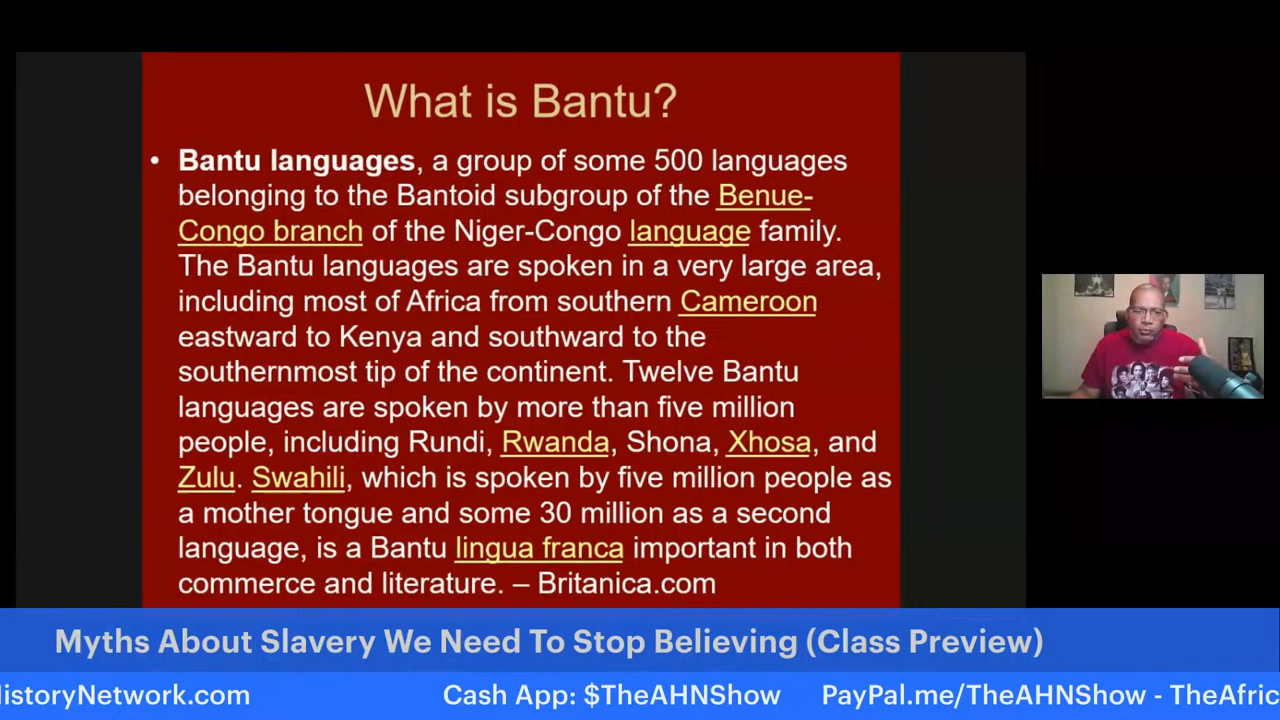 What is Bantu?
• Bantu languages, a group of some 500 languages
belonging to the Bantoid subgroup of the Benue-
Congo branch of the Niger-Congo language family.
The Bantu languages are spoken in a very large area,
including most of Africa from southern Cameroon
eastward to Kenya and southward to the
southernmost tip of the continent. Twelve Bantu
languages are spoken by more than five million
people, including Rundi, Rwanda, Shona, Xhosa, and
Zulu. Swahili, which is spoken by five million people as
a mother tongue and some 30 million as a second
language, is a Bantu lingua franca important in both
commerce and literature. – Britanica.com
Myths About Slavery We Need To Stop Believing (Class Preview)
HistoryNetwork.com Cash App: $TheAHNShow PayPal.me/TheAHNShow - TheAfric